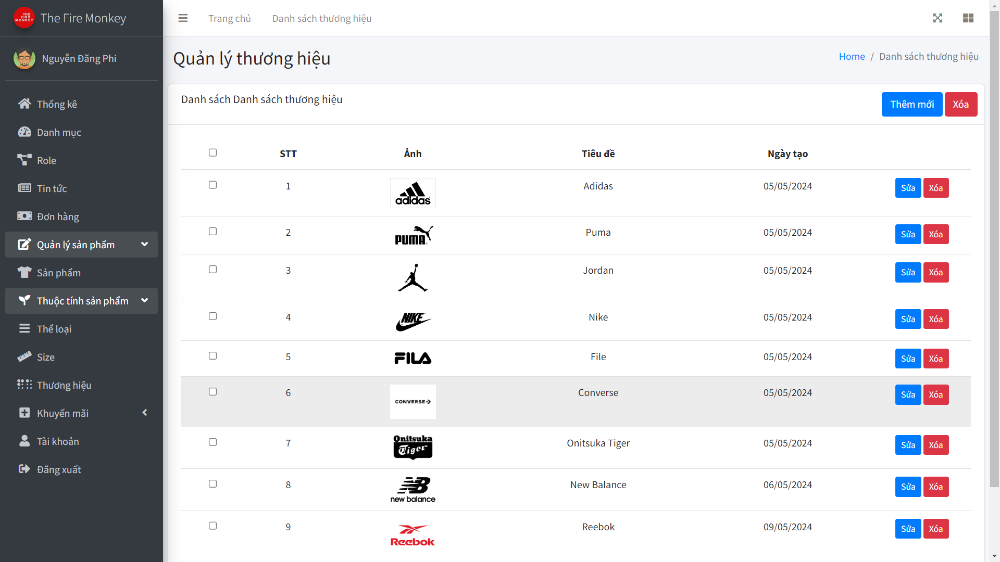 THE FIRE MONKEY
The Fire Monkey
Trang chủ
Danh sách thương hiệu
Nguyễn Đăng Phi
Quản lý thương hiệu
Home / Danh sách thương hiệu
Thống kê
Danh mục
Role
Tin tức
Đơn hàng
Quản lý sản phẩm
Sản phẩm
Thuộc tính sản phẩm
Thể loại
Size
Thương hiệu
Khuyến mãi
Tài khoản
Đăng xuất
Danh sách Danh sách thương hiệu
Thêm mới Xóa
STT Ảnh Tiêu đề Ngày tạo
1 adidas Adidas 05/05/2024 Sửa Xóa
2 PUMA Puma 05/05/2024 Sửa Xóa
3 Jordan 05/05/2024 Sửa Xóa
4 NIKE Nike 05/05/2024 Sửa Xóa
5 FILA File 05/05/2024 Sửa Xóa
6 CONVERSE Converse 05/05/2024 Sửa Xóa
7 Onitsuka Tiger Onitsuka Tiger 05/05/2024 Sửa Xóa
8 NB new balance New Balance 06/05/2024 Sửa Xóa
9 Reebok Reebok 09/05/2024 Sửa Xóa